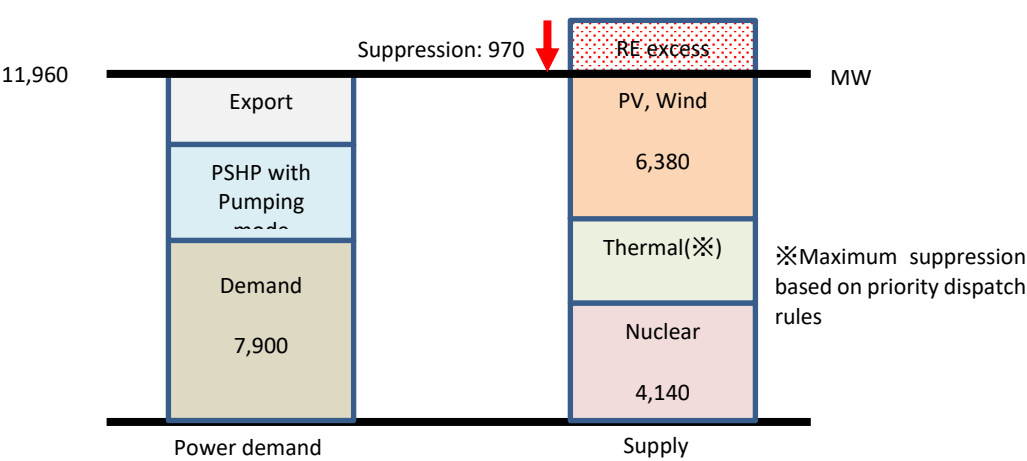 Suppression: 970
RE excess
11,960
MW
Export
PV, Wind
6,380
PSHP with
Pumping
mode
Thermal(※)
※Maximum suppression
based on priority dispatch
rules
Demand
7,900
Nuclear
4,140
Power demand
Supply